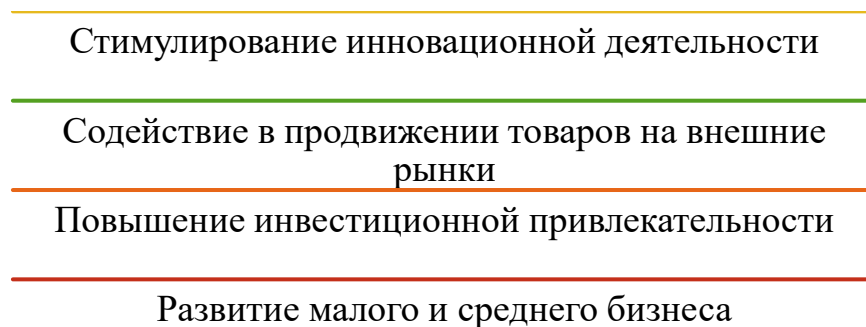 Стимулирование инновационной деятельности
Содействие в продвижении товаров на внешние
рынки
Повышение инвестиционной привлекательности
Развитие малого и среднего бизнеса